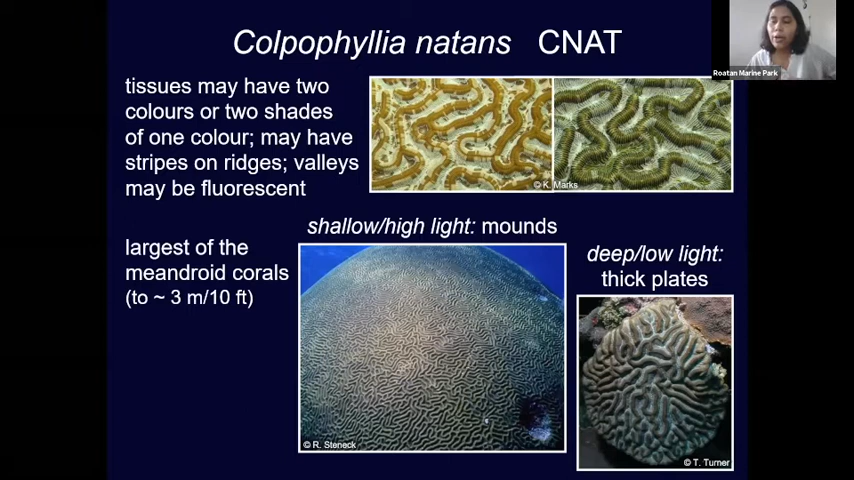 Colpophyllia natans CNAT
Roatan Marine Park
tissues may have two
colours or two shades
of one colour; may have
stripes on ridges; valleys
may be fluorescent
© K. Marks
shallow/high light: mounds
largest of the
meandroid corals
(to ~ 3 m/10 ft)
deep/low light:
thick plates
© R. Steneck
© T. Turner